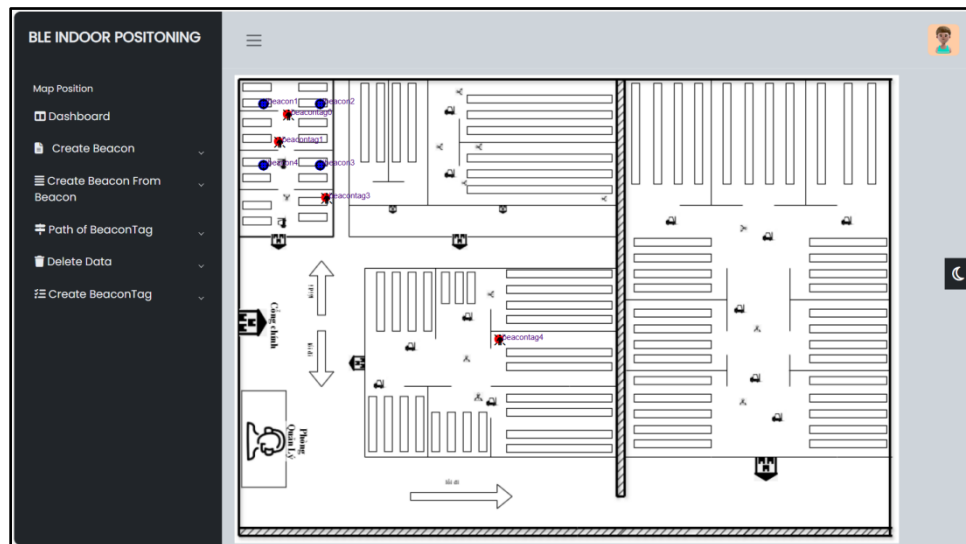 BLE INDOOR POSITONING
Map Position
Dashboard
Create Beacon
Create Beacon From
Beacon
Path of BeaconTag
Delete Data
Create BeaconTag
beacon1
beacon2
beacontag0
beacontag1
beacon4
beacon3
beacontag3
beacontag4
Cổng chính
Phòng
Quản Lý